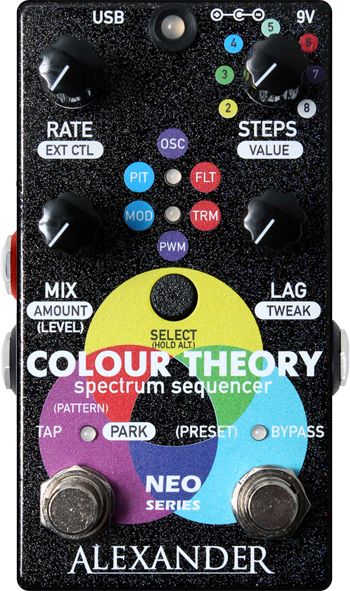 USB 9V
5
4 6
3 7
2 8
RATE STEPS
EXT CTL VALUE
OSC
PIT FLT
MOD TRM
PWM
MIX LAG
AMOUNT TWEAK
(LEVEL)
SELECT
(HOLD ALT)
COLOUR THEORY
spectrum sequencer
(PATTERN)
TAP PARK (PRESET) BYPASS
NEO
SERIES
ALEXANDER